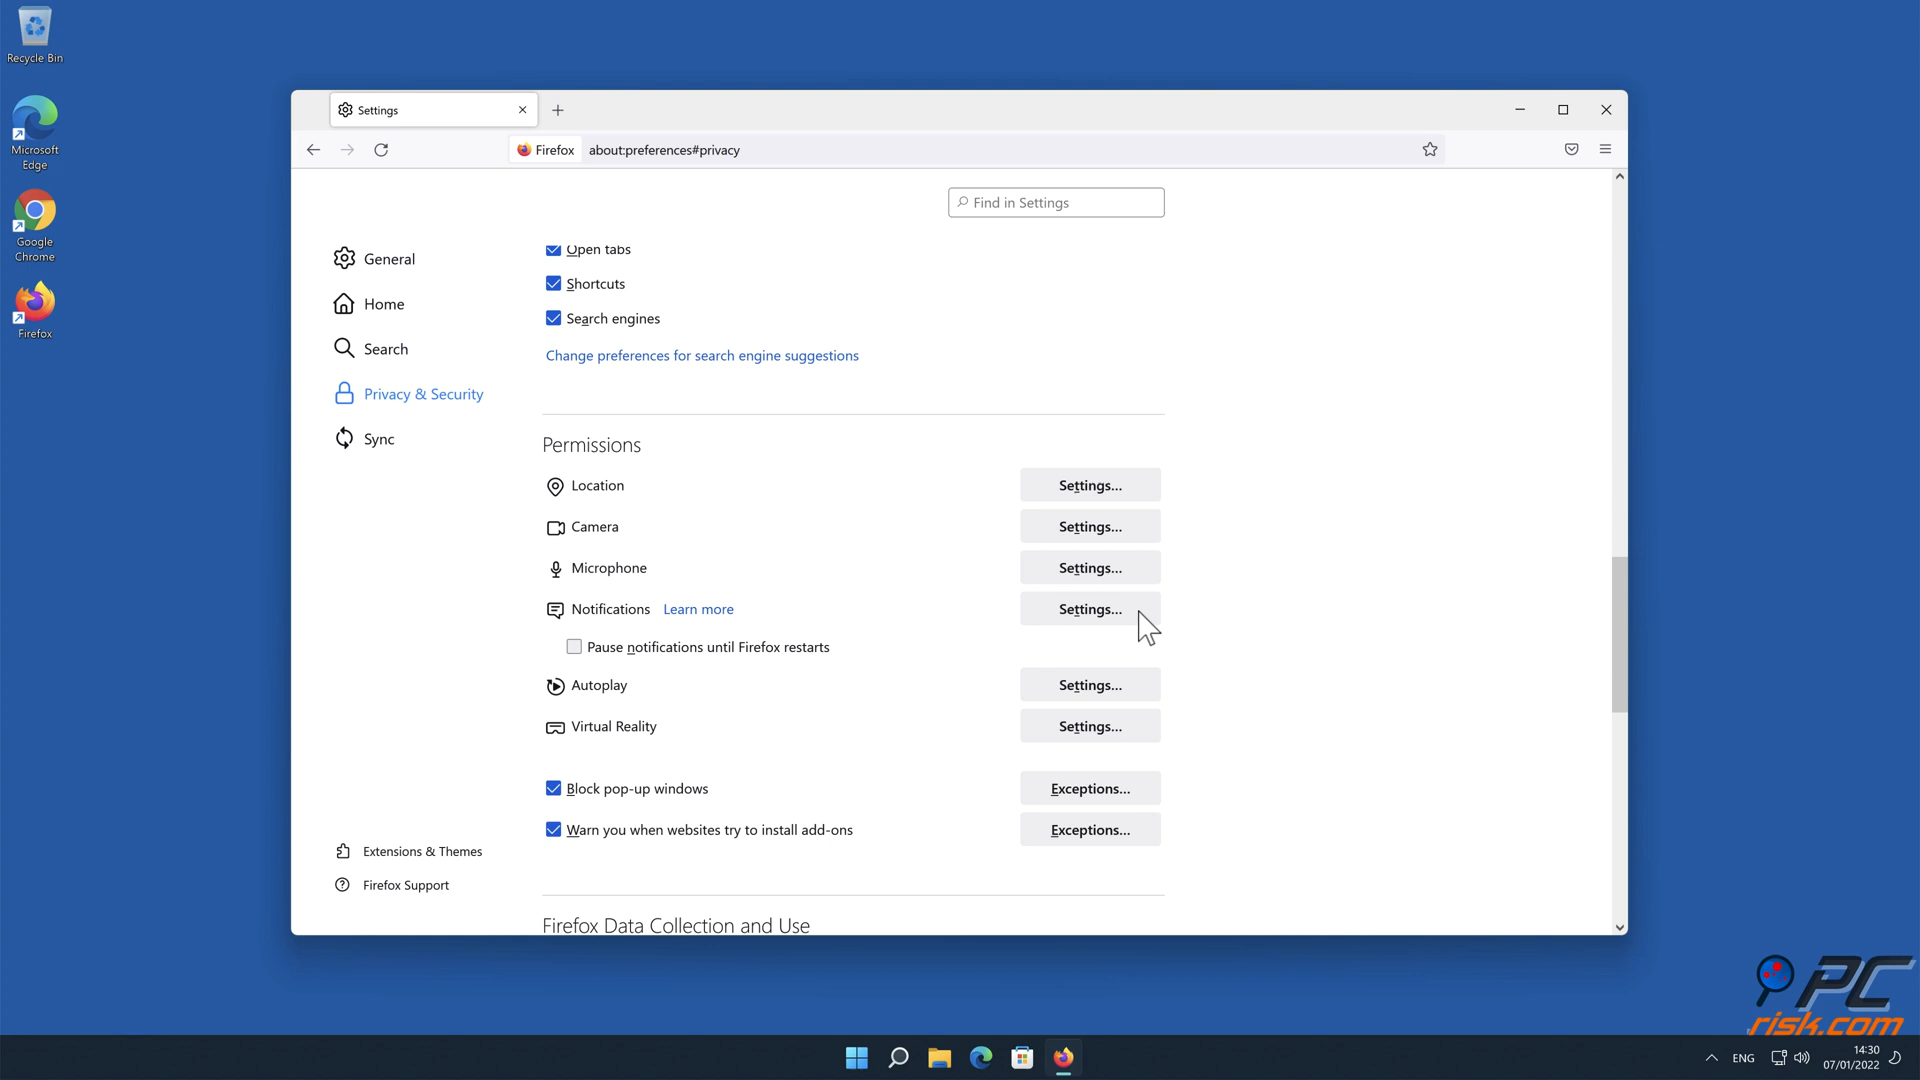 Recycle Bin
Microsoft
Edge
Google
Chrome
Firefox
Settings
Firefox
about:preferences#privacy
Find in Settings
General
Home
Search
Privacy & Security
Sync
Extensions & Themes
Firefox Support
Open tabs
Shortcuts
Search engines
Change preferences for search engine suggestions
Permissions
Location Settings...
Camera Settings...
Microphone Settings...
Notifications Learn more Settings...
Pause notifications until Firefox restarts
Autoplay Settings...
Virtual Reality Settings...
Block pop-up windows Exceptions...
Warn you when websites try to install add-ons Exceptions...
Firefox Data Collection and Use
PC
risk.com
ENG
14:30
07/01/2022